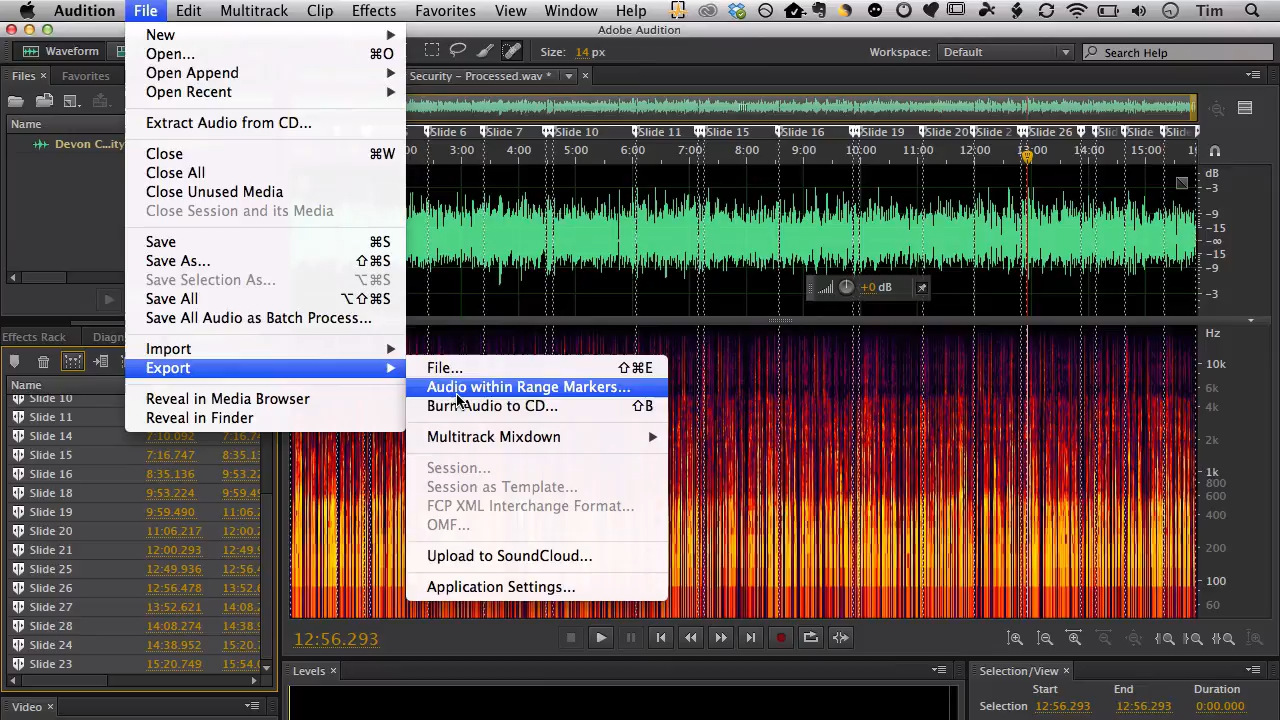 Audition File Edit Multitrack Clip Effects Favorites View Window Help Tim
Adobe Audition
Waveform Size: 14 px Workspace: Default Search Help
Files × Favorites Security – Processed.wav * ×
Name
Devon C...ity
New
Open... ⌘O
Open Append
Open Recent
Extract Audio from CD...
Close ⌘W
Close All
Close Unused Media
Close Session and its Media
Save ⌘S
Save As... ⇧⌘S
Save Selection As... ⌥⌘S
Save All ⌥⇧⌘S
Save All Audio as Batch Process...
Import
Export
Reveal in Media Browser
Reveal in Finder
File... ⇧⌘E
Audio within Range Markers...
Burn Audio to CD... ⇧B
Multitrack Mixdown
Session...
Session as Template...
FCP XML Interchange Format...
OMF...
Upload to SoundCloud...
Application Settings...
Slide 6 Slide 7 Slide 10 Slide 11 Slide 15 Slide 16 Slide 19 Slide 20 Slide 2 Slide 26 Slid Slide Slide
:00 3:00 4:00 5:00 6:00 7:00 8:00 9:00 10:00 11:00 12:00 13:00 14:00 15:00
dB
-3
-9
-15
-∞
-15
-9
-3
+0 dB
Hz
10k
6k
4k
2k
1k
800
600
400
200
100
60
Effects Rack Diagn
Name
Slide 10
Slide 11
Slide 14 7:10.092 7:16.74
Slide 15 7:16.747 8:35.13
Slide 16 8:35.136 9:53.22
Slide 18 9:53.224 9:59.49
Slide 19 9:59.490 11:06.2
Slide 20 11:06.217 12:00.2
Slide 21 12:00.293 12:49.9
Slide 25 12:49.936 12:56.4
Slide 26 12:56.478 13:52.6
Slide 27 13:52.621 14:08.2
Slide 28 14:08.274 14:38.9
Slide 24 14:38.952 15:20.7
Slide 23 15:20.749 15:54.0
12:56.293
Video ×
Levels ×
Selection/View ×
Start End Duration
Selection 12:56.293 12:56.293 0:00.000